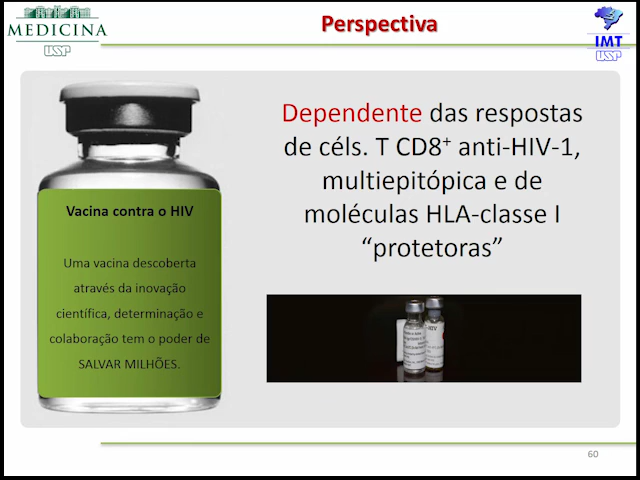 MEDICINA
USP
Perspectiva
IMT
USP
Vacina contra o HIV
Uma vacina descoberta
através da inovação
científica, determinação e
colaboração tem o poder de
SALVAR MILHÕES.
Dependente das respostas
de céls. T CD8⁺ anti-HIV-1,
multiepitópica e de
moléculas HLA-classe I
“protetoras”
60